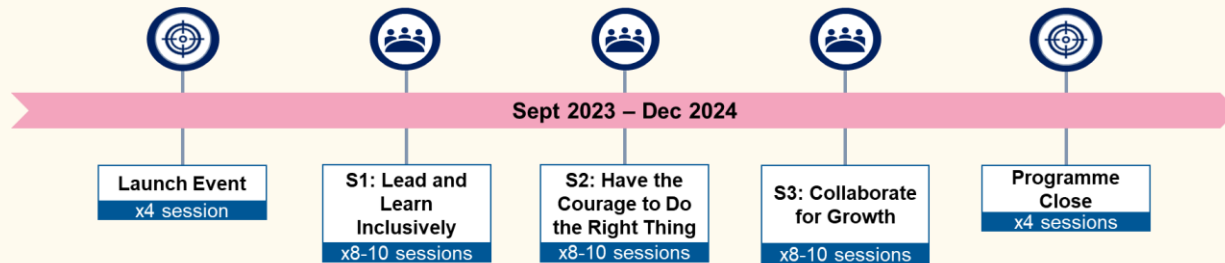 Sept 2023 – Dec 2024
Launch Event
x4 session
S1: Lead and
Learn
Inclusively
x8-10 sessions
S2: Have the
Courage to Do
the Right Thing
x8-10 sessions
S3: Collaborate
for Growth
x8-10 sessions
Programme
Close
x4 sessions